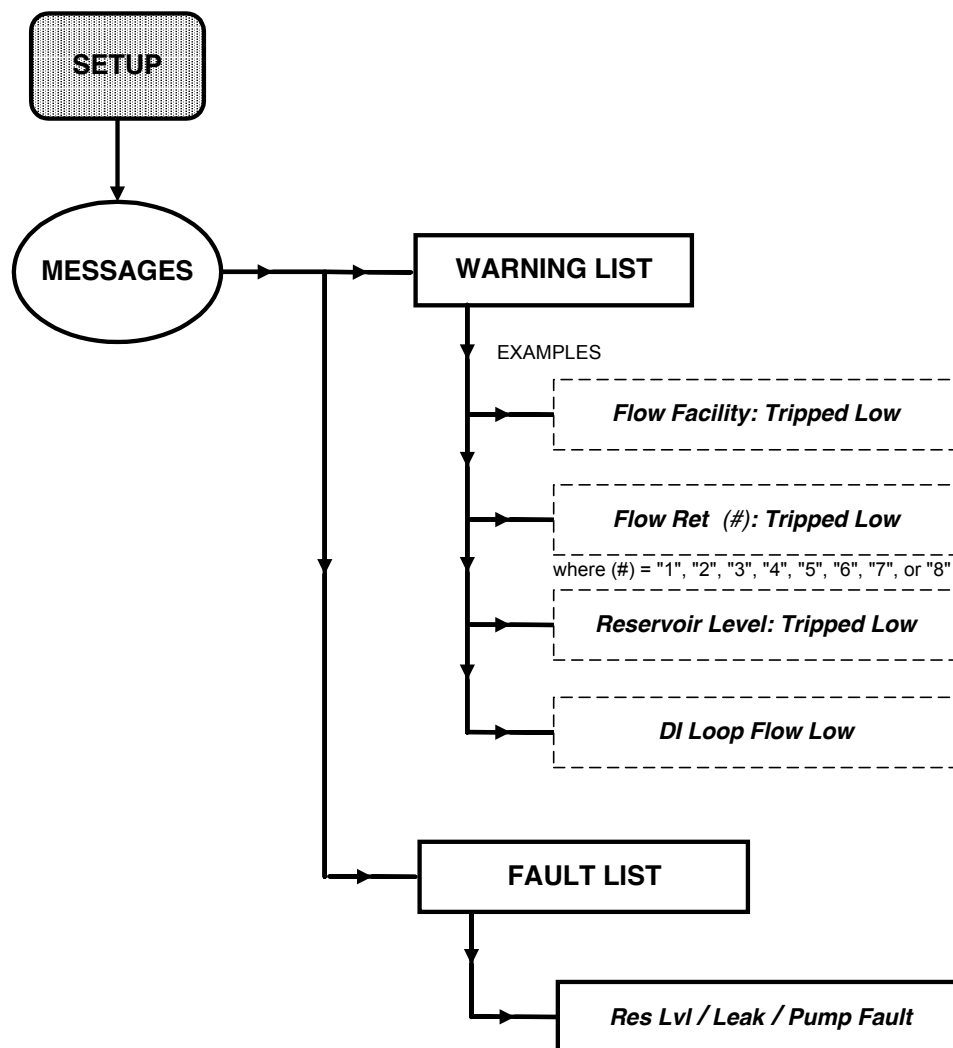 SETUP
MESSAGES
WARNING LIST
EXAMPLES
Flow Facility: Tripped Low
Flow Ret (#): Tripped Low
where (#) = "1", "2", "3", "4", "5", "6", "7", or "8"
Reservoir Level: Tripped Low
DI Loop Flow Low
FAULT LIST
Res Lvl / Leak / Pump Fault